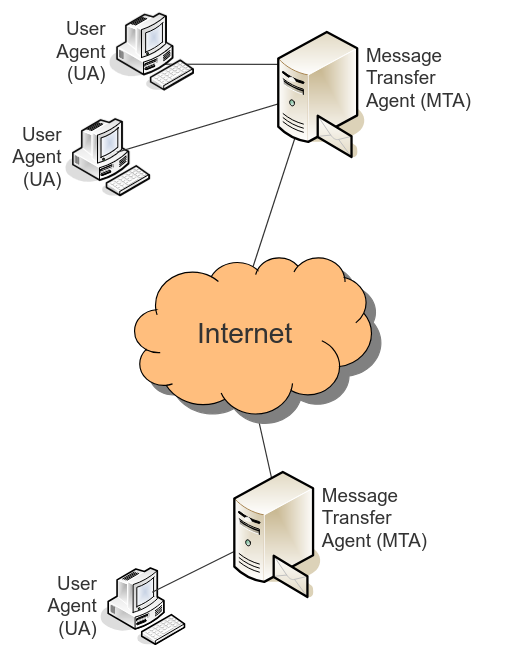 User
Agent
(UA)
Message
Transfer
Agent (MTA)
User
Agent
(UA)
Internet
Message
Transfer
Agent (MTA)
User
Agent
(UA)